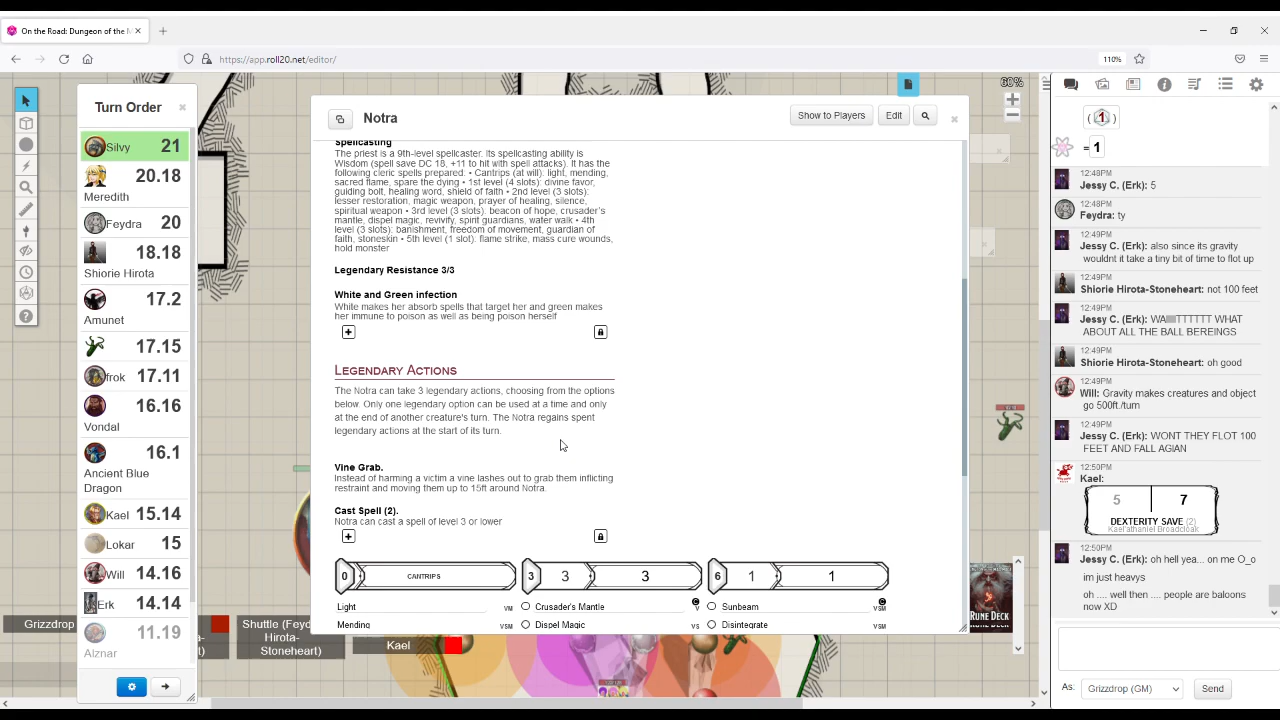 On the Road: Dungeon of the M
https://app.roll20.net/editor/
110%
60%
Turn Order
Silvy 21
20.18
Meredith
Feydra 20
18.18
Shiorie Hirota
17.2
Amunet
17.15
frok 17.11
16.16
Vondal
16.1
Ancient Blue
Dragon
Kael 15.14
Lokar 15
Will 14.16
Erk 14.14
11.19
Alznar
Notra
Show to Players
Edit
Spellcasting
The priest is a 9th-level spellcaster. Its spellcasting ability is
Wisdom (spell save DC 18, +11 to hit with spell attacks). It has the
following cleric spells prepared: • Cantrips (at will): light, mending,
sacred flame, spare the dying • 1st level (4 slots): divine favor,
guiding bolt, healing word, shield of faith • 2nd level (3 slots):
lesser restoration, magic weapon, prayer of healing, silence,
spiritual weapon • 3rd level (3 slots): beacon of hope, crusader's
mantle, dispel magic, revivify, spirit guardians, water walk • 4th
level (3 slots): banishment, freedom of movement, guardian of
faith, stoneskin • 5th level (1 slot): flame strike, mass cure wounds,
hold monster
Legendary Resistance 3/3
White and Green infection
White makes her absorb spells that target her and green makes
her immune to poison as well as being poison herself
LEGENDARY ACTIONS
The Notra can take 3 legendary actions, choosing from the options
below. Only one legendary option can be used at a time and only
at the end of another creature's turn. The Notra regains spent
legendary actions at the start of its turn.
Vine Grab.
Instead of harming a victim a vine lashes out to grab them inflicting
restraint and moving them up to 15ft around Notra.
Cast Spell (2).
Notra can cast a spell of level 3 or lower
0 CANTRIPS 3 3 3 6 1 1
Light VM Crusader's Mantle C V Sunbeam C VSM
Mending VSM Dispel Magic VS Disintegrate VSM
Grizzdrop
Shuttle (Feyd
Hirota-
Stoneheart)
Kael
RUNE DECK
1
= 1
12:48PM
Jessy C. (Erk): 5
12:48PM
Feydra: ty
12:49PM
Jessy C. (Erk): also since its gravity
wouldnt it take a tiny bit of time to flot up
12:49PM
Shiorie Hirota-Stoneheart: not 100 feet
12:49PM
12:49PM
Shiorie Hirota-Stoneheart: oh good
12:49PM
Will: Gravity makes creatures and object
go 500ft./turn
12:49PM
Jessy C. (Erk): WONT THEY FLOT 100
FEET AND FALL AGIAN
12:50PM
Kael:
5 7
DEXTERITY SAVE (2)
Kael'athaniel Broadcloak
12:50PM
Jessy C. (Erk): oh hell yea... on me O_o
im just heavys
oh .... well then .... people are baloons
now XD
As:
Grizzdrop (GM)
Send